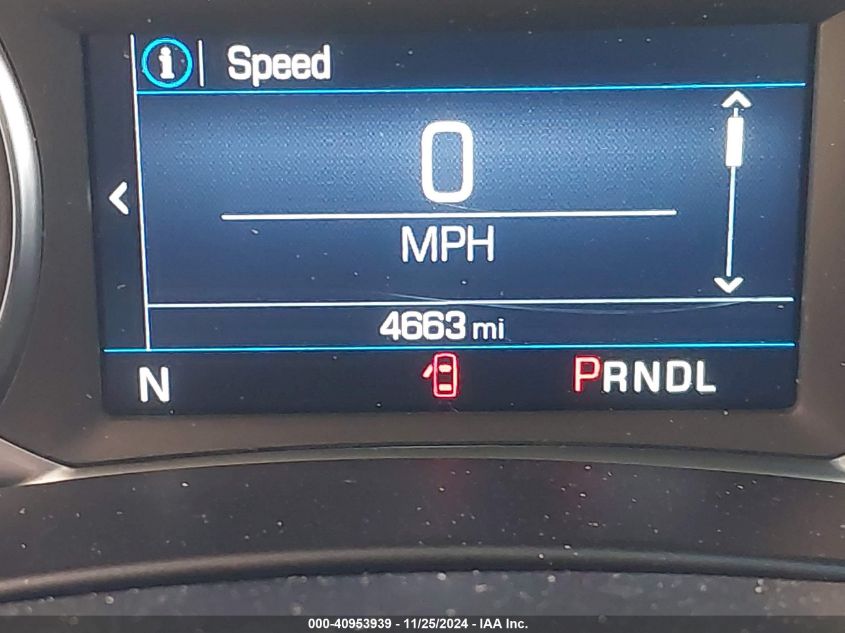 i Speed
0
MPH
4663 mi
N PRNDL
000-40953939 - 11/25/2024 - IAA Inc.